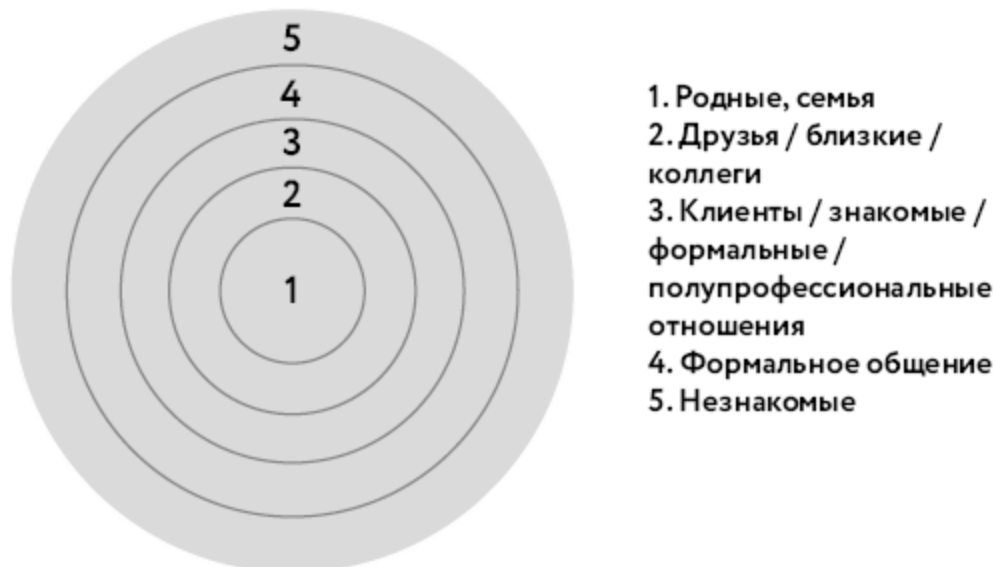 5
4
3
2
1
1. Родные, семья
2. Друзья / близкие /
коллеги
3. Клиенты / знакомые /
формальные /
полупрофессиональные
отношения
4. Формальное общение
5. Незнакомые